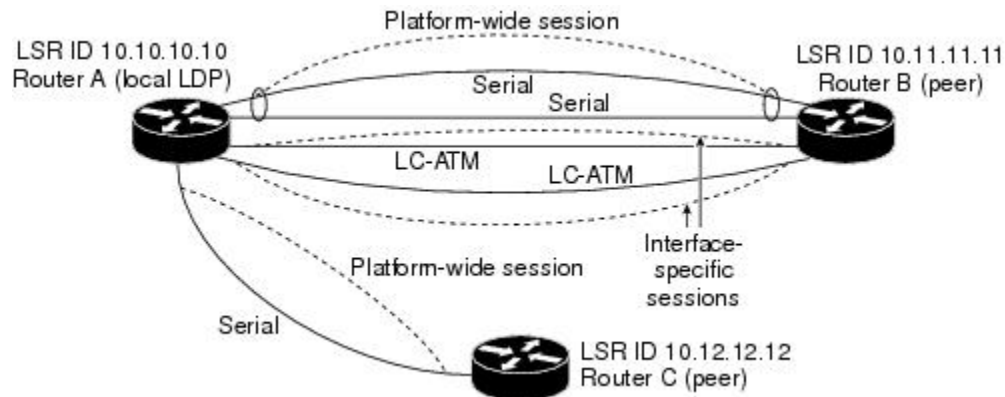 Platform-wide session
LSR ID 10.10.10.10
Router A (local LDP)
LSR ID 10.11.11.11
Router B (peer)
Serial
Serial
LC-ATM
LC-ATM
Interface-
specific
sessions
Platform-wide session
Serial
LSR ID 10.12.12.12
Router C (peer)